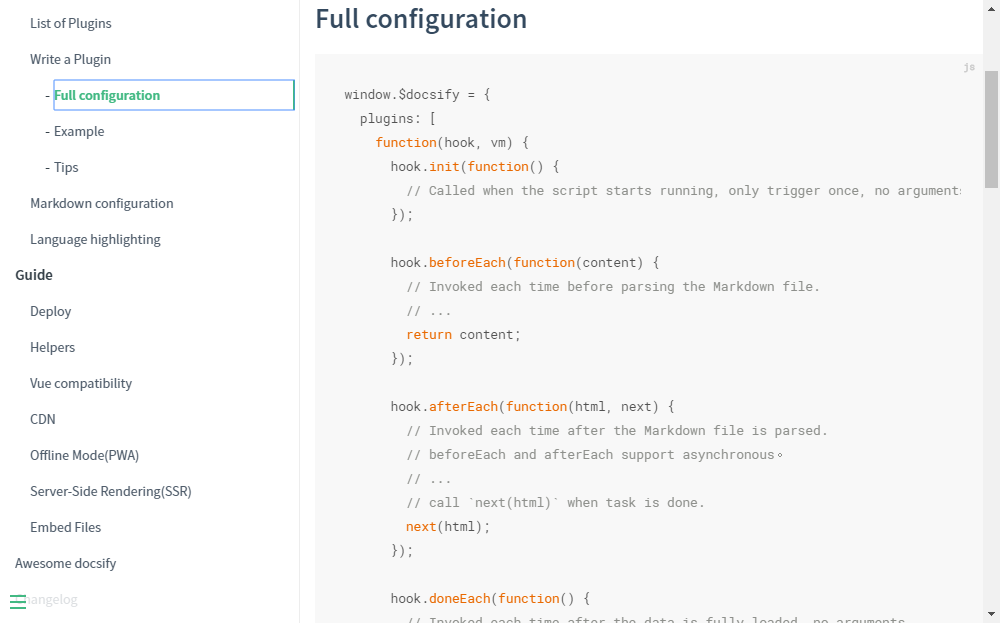 List of Plugins
Write a Plugin
- Full configuration
- Example
- Tips
Markdown configuration
Language highlighting
Guide
Deploy
Helpers
Vue compatibility
CDN
Offline Mode(PWA)
Server-Side Rendering(SSR)
Embed Files
Awesome docsify
Changelog
Full configuration
js
window.$docsify = {
  plugins: [
    function(hook, vm) {
      hook.init(function() {
        // Called when the script starts running, only trigger once, no arguments
      });

      hook.beforeEach(function(content) {
        // Invoked each time before parsing the Markdown file.
        // ...
        return content;
      });

      hook.afterEach(function(html, next) {
        // Invoked each time after the Markdown file is parsed.
        // beforeEach and afterEach support asynchronous。
        // ...
        // call `next(html)` when task is done.
        next(html);
      });

      hook.doneEach(function() {
        // Invoked each time after the data is fully loaded, no arguments